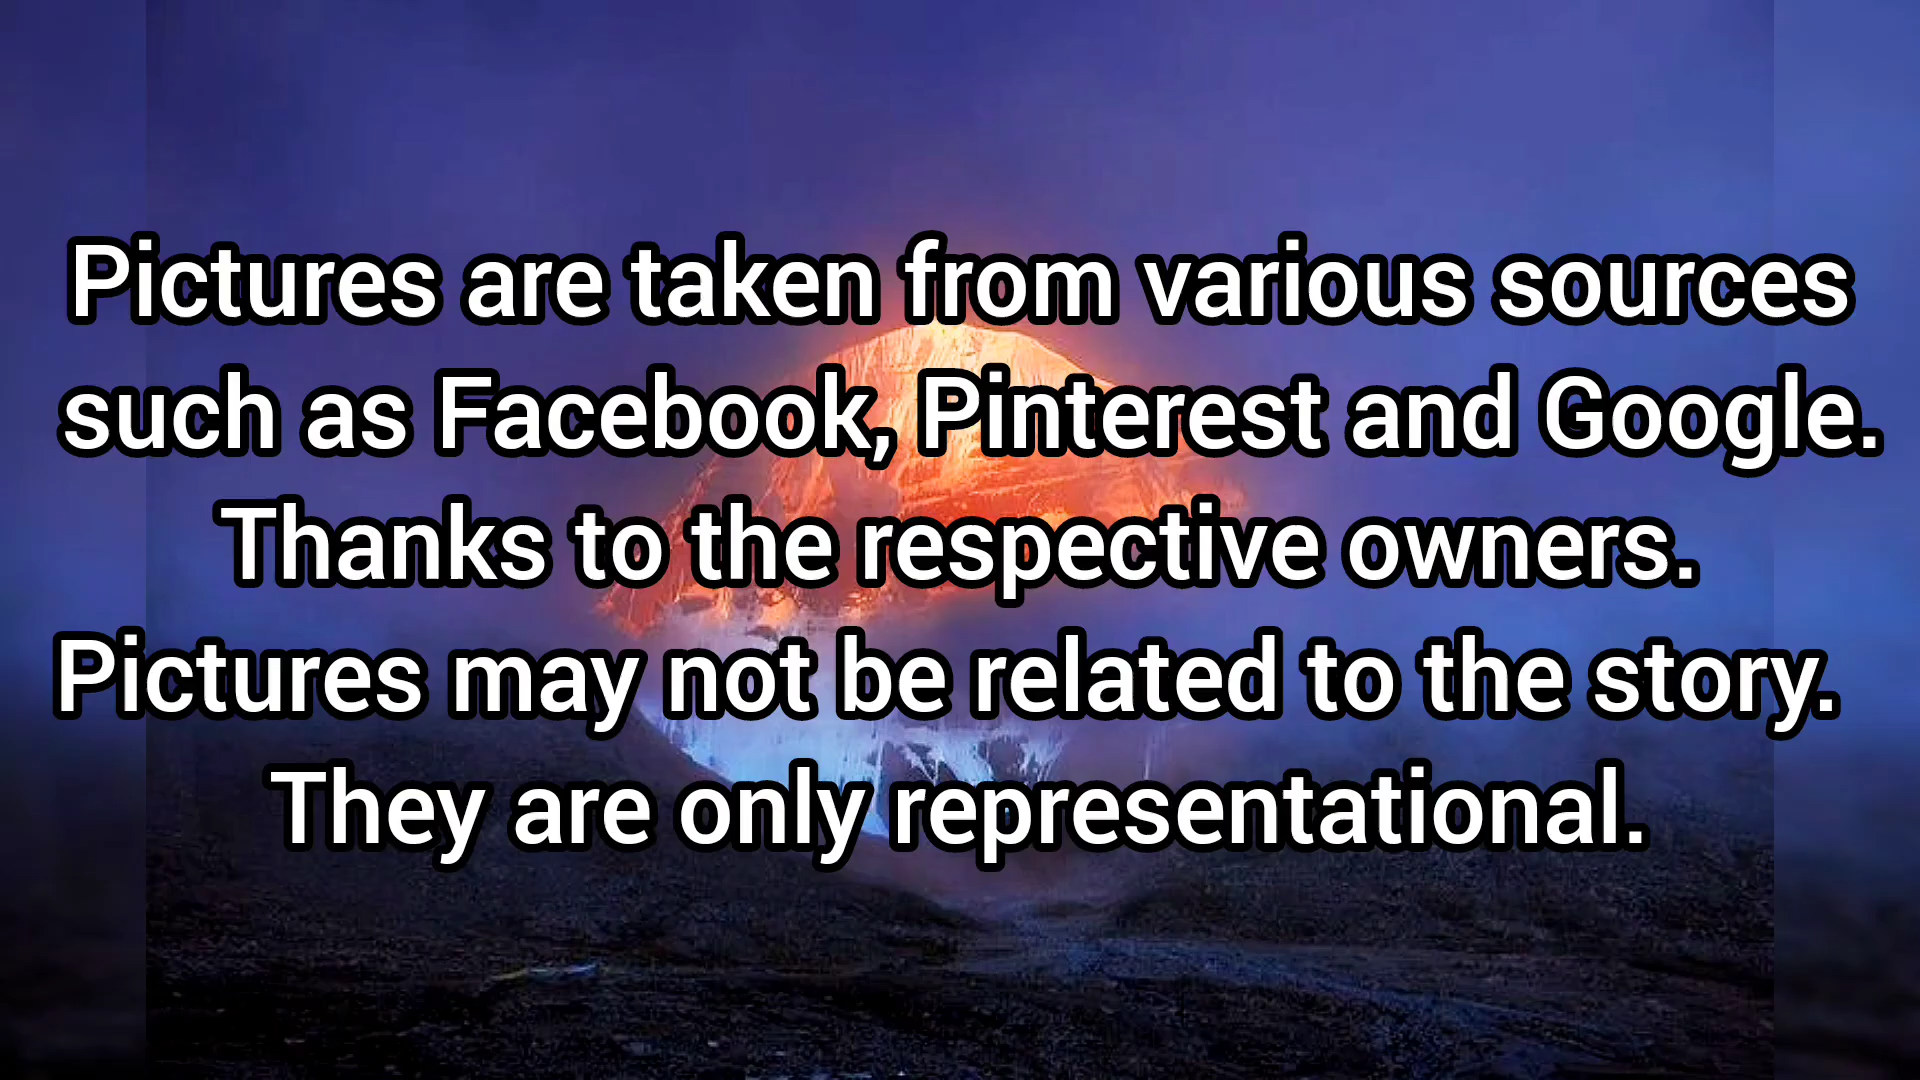 Pictures are taken from various sources
such as Facebook, Pinterest and Google.
Thanks to the respective owners.
Pictures may not be related to the story.
They are only representational.